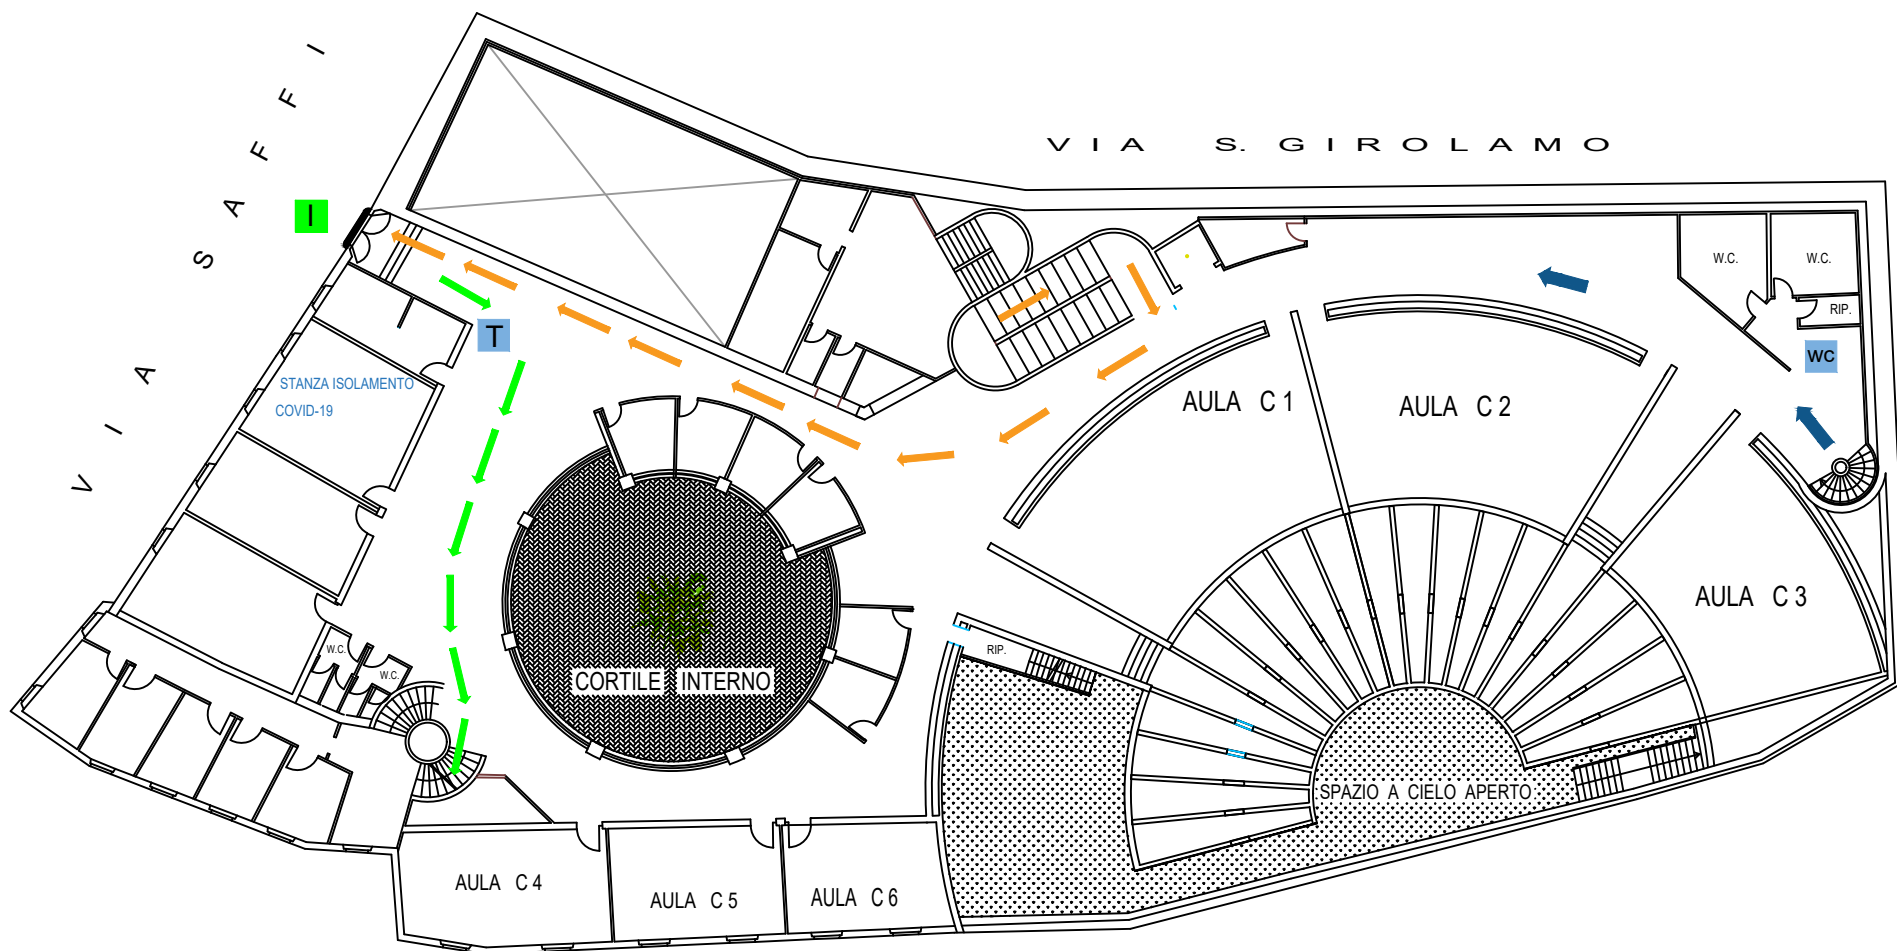 VIA SAFFI
VIA S. GIROLAMO
I
T
STANZA ISOLAMENTO
COVID-19
W.C.
W.C.
RIP.
WC
AULA C 1
AULA C 2
AULA C 3
W.C.
W.C.
CORTILE INTERNO
RIP.
SPAZIO A CIELO APERTO
AULA C 4
AULA C 5
AULA C 6